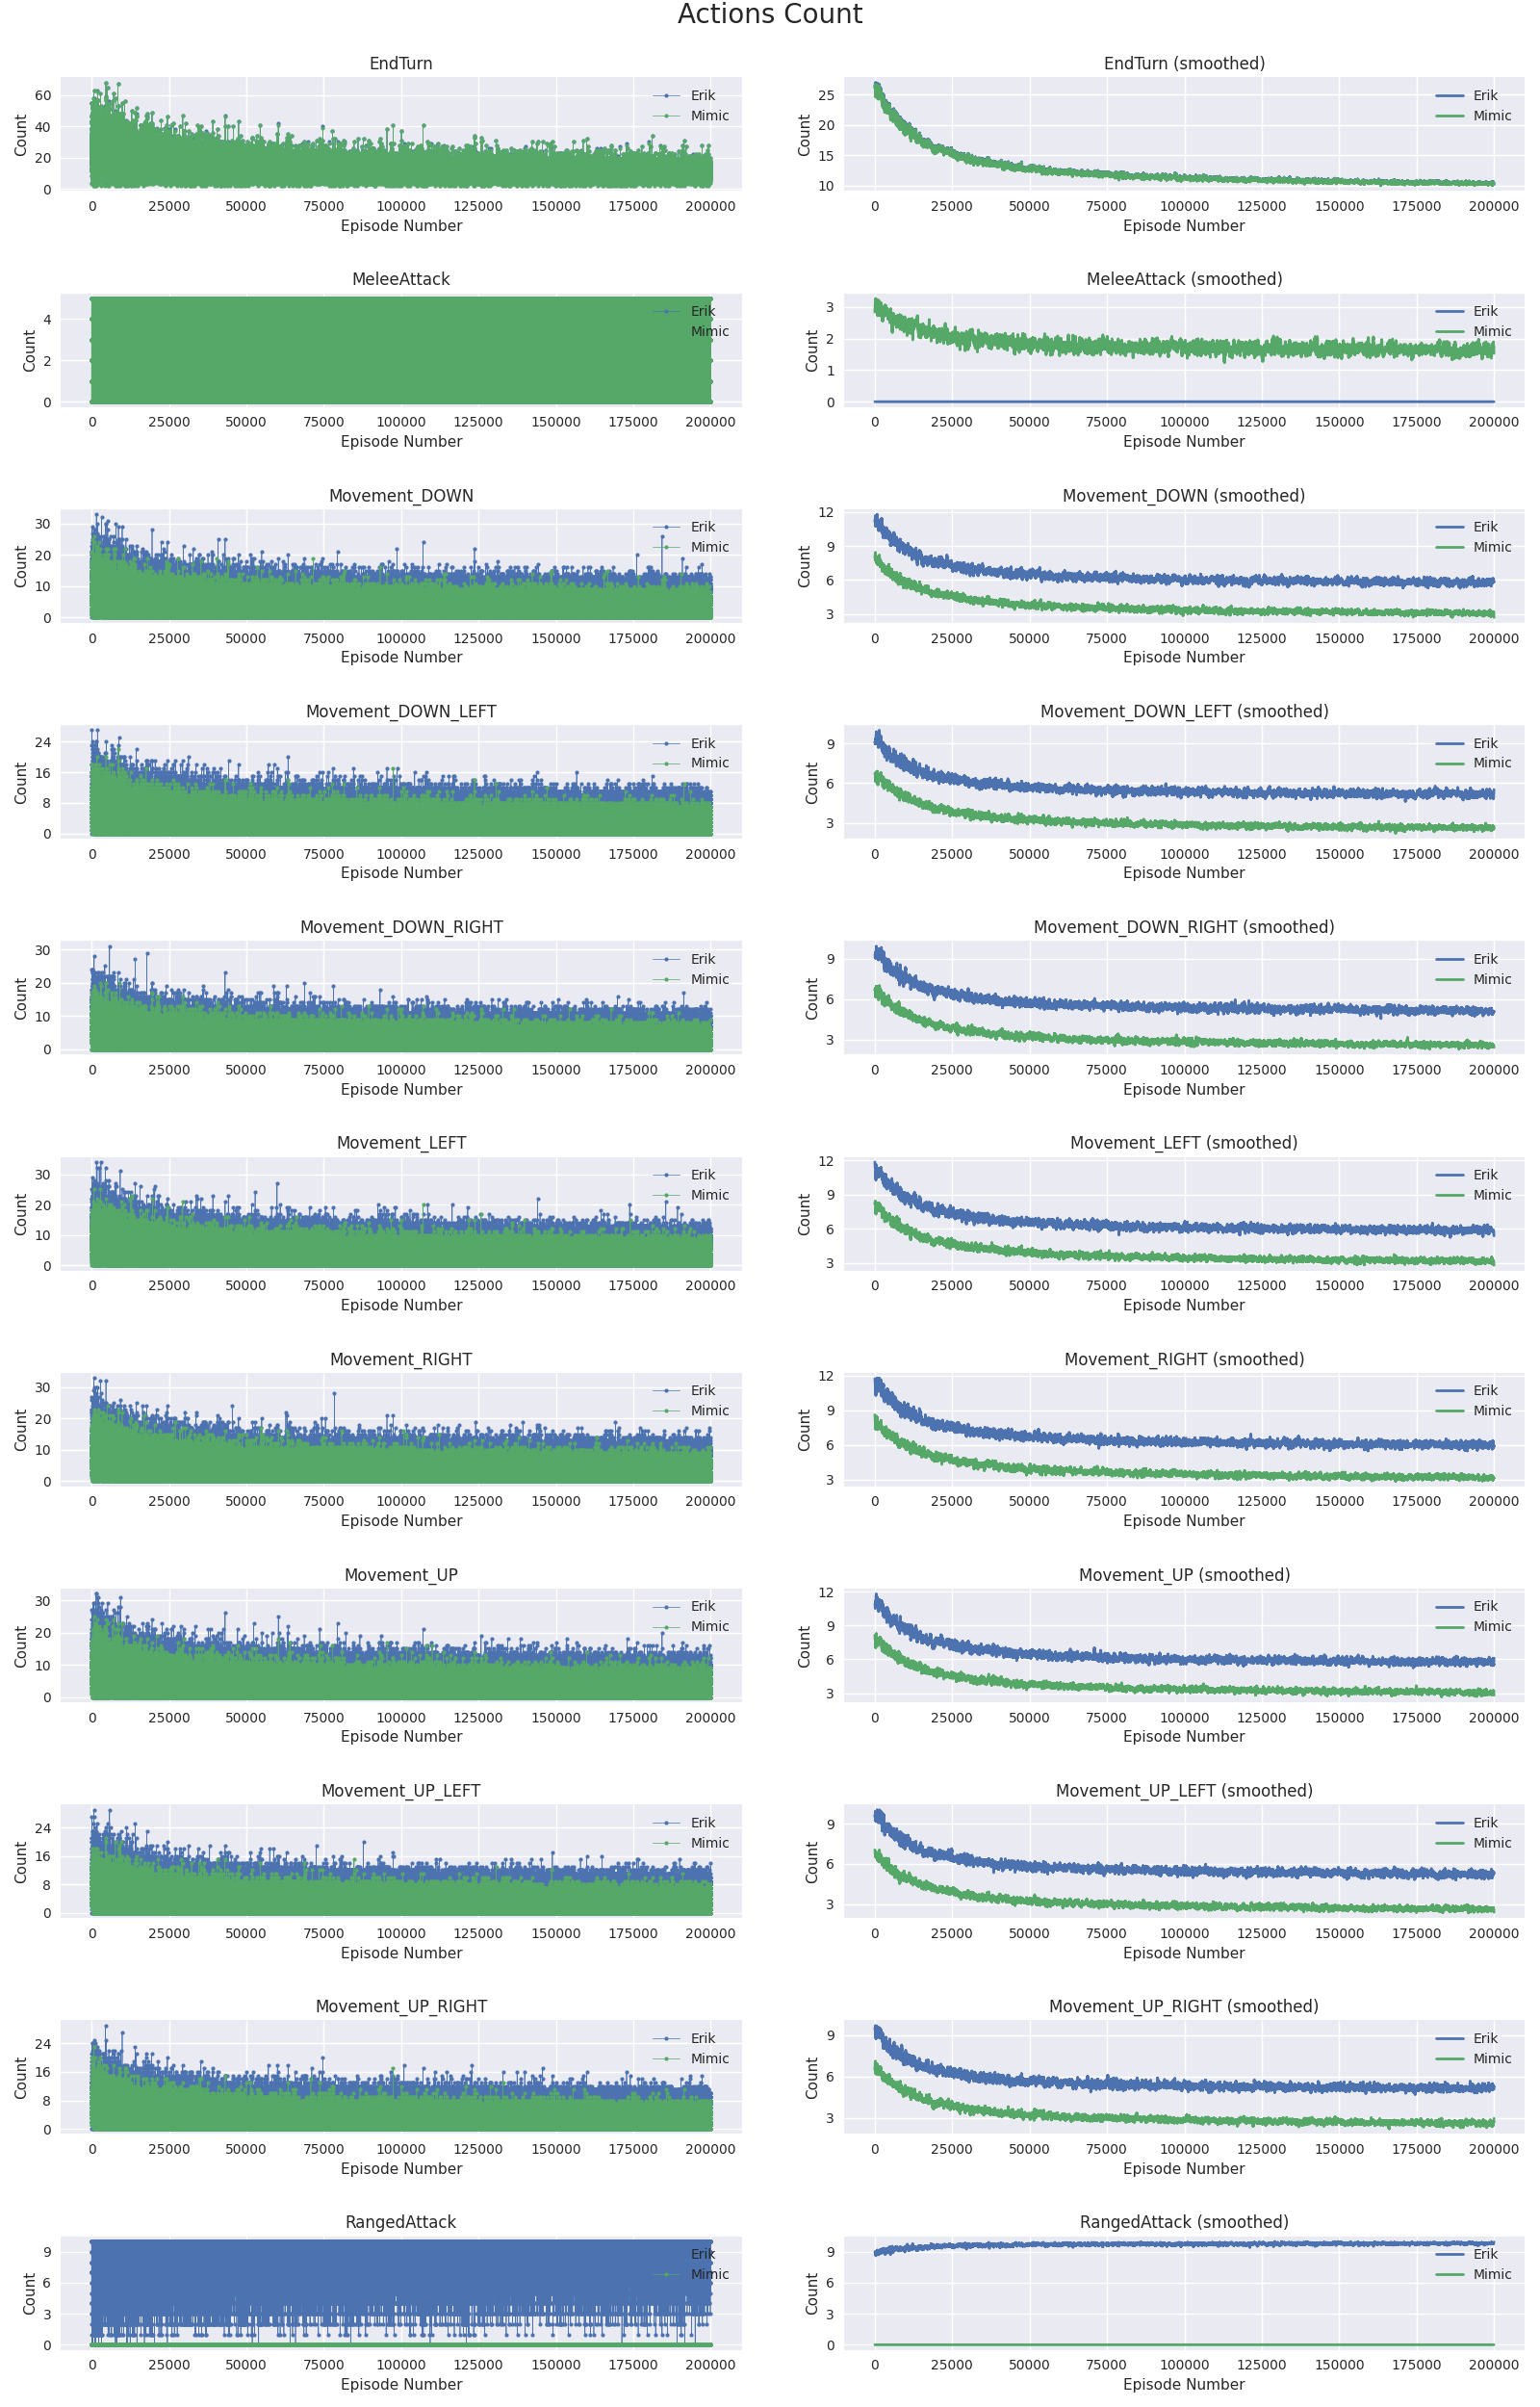 Actions Count
EndTurn
EndTurn (smoothed)
Count
60
40
20
0
Erik
Mimic
0 25000 50000 75000 100000 125000 150000 175000 200000
Episode Number
Count
25
20
15
10
Erik
Mimic
0 25000 50000 75000 100000 125000 150000 175000 200000
Episode Number
MeleeAttack
MeleeAttack (smoothed)
Count
4
2
0
Erik
Mimic
0 25000 50000 75000 100000 125000 150000 175000 200000
Episode Number
Count
3
2
1
0
Erik
Mimic
0 25000 50000 75000 100000 125000 150000 175000 200000
Episode Number
Movement_DOWN
Movement_DOWN (smoothed)
Count
30
20
10
0
Erik
Mimic
0 25000 50000 75000 100000 125000 150000 175000 200000
Episode Number
Count
12
9
6
3
Erik
Mimic
0 25000 50000 75000 100000 125000 150000 175000 200000
Episode Number
Movement_DOWN_LEFT
Movement_DOWN_LEFT (smoothed)
Count
24
16
8
0
Erik
Mimic
0 25000 50000 75000 100000 125000 150000 175000 200000
Episode Number
Count
9
6
3
Erik
Mimic
0 25000 50000 75000 100000 125000 150000 175000 200000
Episode Number
Movement_DOWN_RIGHT
Movement_DOWN_RIGHT (smoothed)
Count
30
20
10
0
Erik
Mimic
0 25000 50000 75000 100000 125000 150000 175000 200000
Episode Number
Count
9
6
3
Erik
Mimic
0 25000 50000 75000 100000 125000 150000 175000 200000
Episode Number
Movement_LEFT
Movement_LEFT (smoothed)
Count
30
20
10
0
Erik
Mimic
0 25000 50000 75000 100000 125000 150000 175000 200000
Episode Number
Count
12
9
6
3
Erik
Mimic
0 25000 50000 75000 100000 125000 150000 175000 200000
Episode Number
Movement_RIGHT
Movement_RIGHT (smoothed)
Count
30
20
10
0
Erik
Mimic
0 25000 50000 75000 100000 125000 150000 175000 200000
Episode Number
Count
12
9
6
3
Erik
Mimic
0 25000 50000 75000 100000 125000 150000 175000 200000
Episode Number
Movement_UP
Movement_UP (smoothed)
Count
30
20
10
0
Erik
Mimic
0 25000 50000 75000 100000 125000 150000 175000 200000
Episode Number
Count
12
9
6
3
Erik
Mimic
0 25000 50000 75000 100000 125000 150000 175000 200000
Episode Number
Movement_UP_LEFT
Movement_UP_LEFT (smoothed)
Count
24
16
8
0
Erik
Mimic
0 25000 50000 75000 100000 125000 150000 175000 200000
Episode Number
Count
9
6
3
Erik
Mimic
0 25000 50000 75000 100000 125000 150000 175000 200000
Episode Number
Movement_UP_RIGHT
Movement_UP_RIGHT (smoothed)
Count
24
16
8
0
Erik
Mimic
0 25000 50000 75000 100000 125000 150000 175000 200000
Episode Number
Count
9
6
3
Erik
Mimic
0 25000 50000 75000 100000 125000 150000 175000 200000
Episode Number
RangedAttack
RangedAttack (smoothed)
Count
9
6
3
0
Erik
Mimic
0 25000 50000 75000 100000 125000 150000 175000 200000
Episode Number
Count
9
6
3
0
Erik
Mimic
0 25000 50000 75000 100000 125000 150000 175000 200000
Episode Number